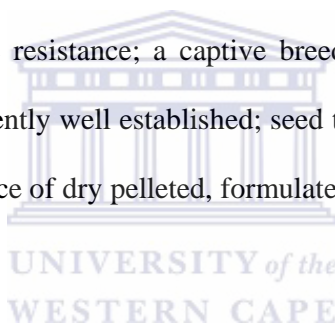 resistance; a captive breed
ently well established; seed t
ce of dry pelleted, formulate
UNIVERSITY of the
WESTERN CAPE